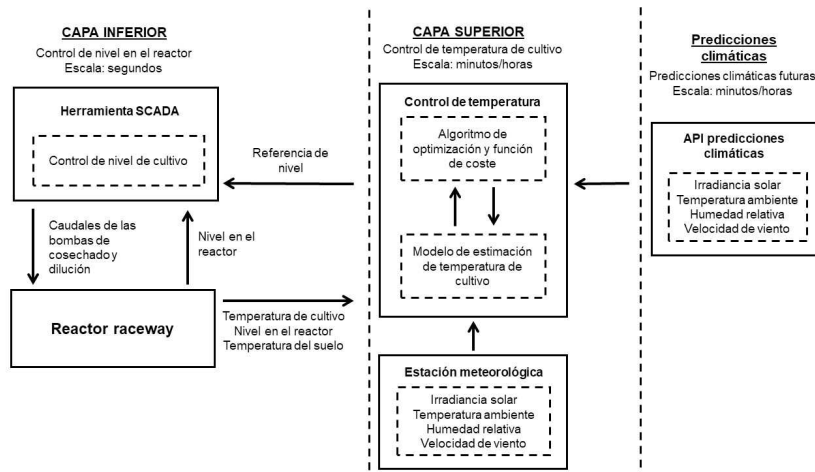 CAPA INFERIOR
Control de nivel en el reactor
Escala: segundos
Herramienta SCADA
Control de nivel de cultivo
Caudales de las
bombas de
cosechado y
dilución
Nivel en el
reactor
Reactor raceway
Referencia de
nivel
Temperatura de cultivo
Nivel en el reactor
Temperatura del suelo
CAPA SUPERIOR
Control de temperatura de cultivo
Escala: minutos/horas
Control de temperatura
Algoritmo de
optimización y función
de coste
Modelo de estimación
de temperatura de
cultivo
Estación meteorológica
Irradiancia solar
Temperatura ambiente
Humedad relativa
Velocidad de viento
Predicciones
climáticas
Predicciones climáticas futuras
Escala: minutos/horas
API predicciones
climáticas
Irradiancia solar
Temperatura ambiente
Humedad relativa
Velocidad de viento